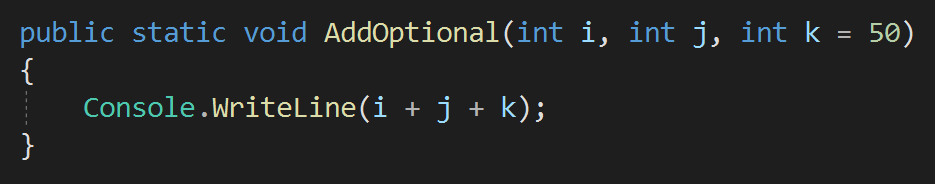 public static void AddOptional(int i, int j, int k = 50)
{
    Console.WriteLine(i + j + k);
}